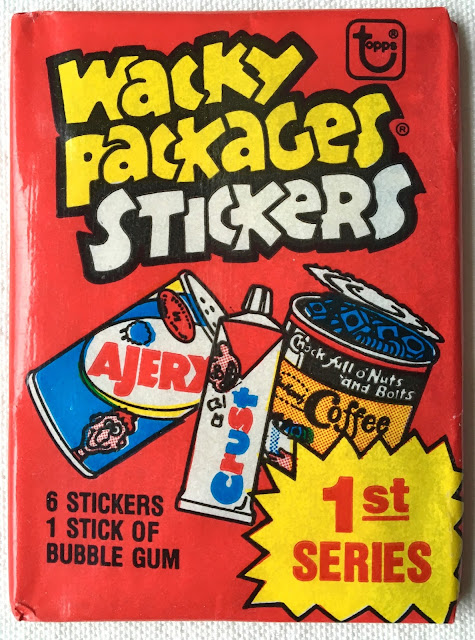 topps®
WACKY
PACKAGES®
STICKERS
AJERX
CRUST
Chock full o' Nuts
and Bolts
Coffee
6 STICKERS
1 STICK OF
BUBBLE GUM
1st
SERIES